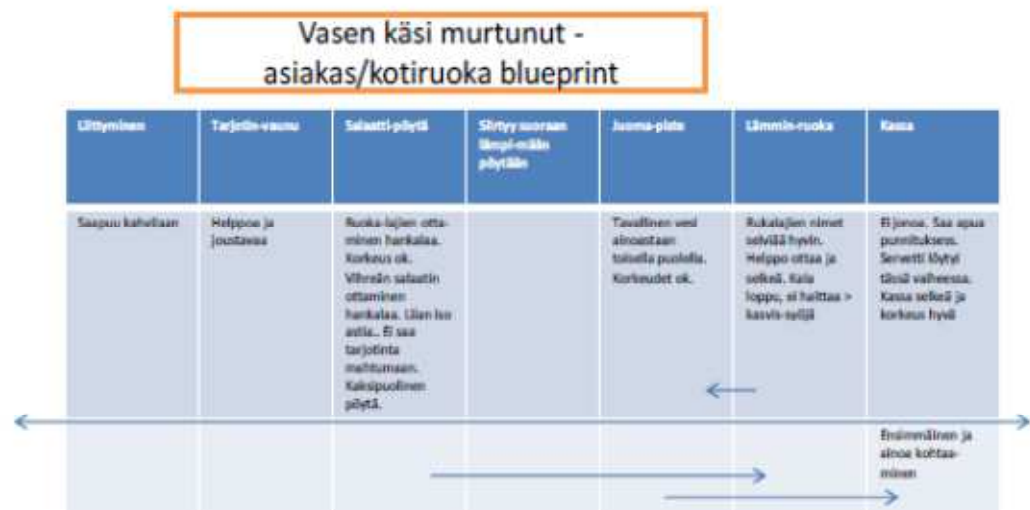 Vasen käsi murtunut -
asiakas/kotiruoka blueprint
Liittyminen
Tarjotin-vaunu
Salaatti-pöytä
Siirtyy suoraan
lämpi-mään
pöytään
Juoma-piste
Lämmin-ruoka
Kassa
Saapuu kahvilaan
Helppoa ja
joustavaa
Ruoka-lajien otta-
minen hankalaa.
Korkeus ok.
Vihreän salaatin
ottaminen
hankalaa. Liian iso
astia.. Ei saa
tarjotinta
mahtumaan.
Kaksipuolinen
pöytä.
Tavallinen vesi
ainoastaan
toisella puolella.
Korkeudet ok.
Rukalajien nimet
selviää hyvin.
Helppo ottaa ja
selkeä. Kala
loppu, ei haittaa >
kasvis-syöjä
Ei jonoa. Saa apua
punnituksess.
Servetti löytyi
tässä vaiheessa.
Kassa selkeä ja
korkeus hyvä
Ensimmäinen ja
ainoa kohtaa-
minen